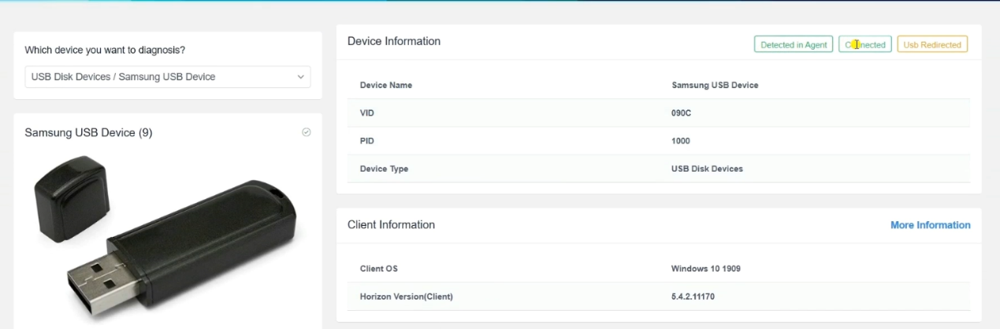 Which device you want to diagnosis?
USB Disk Devices / Samsung USB Device
Samsung USB Device (9)
Device Information
Detected in Agent
Usb Redirected
Device Name
Samsung USB Device
VID
090C
PID
1000
Device Type
USB Disk Devices
Client Information
More Information
Client OS
Windows 10 1909
Horizon Version(Client)
5.4.2.11170